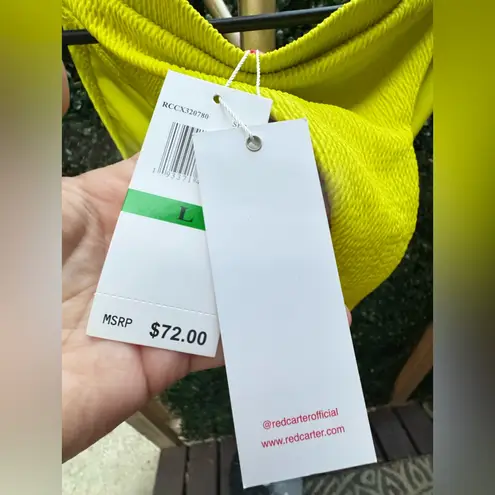 RCCX320780
L
MSRP $72.00
@redcarterofficial
www.redcarter.com